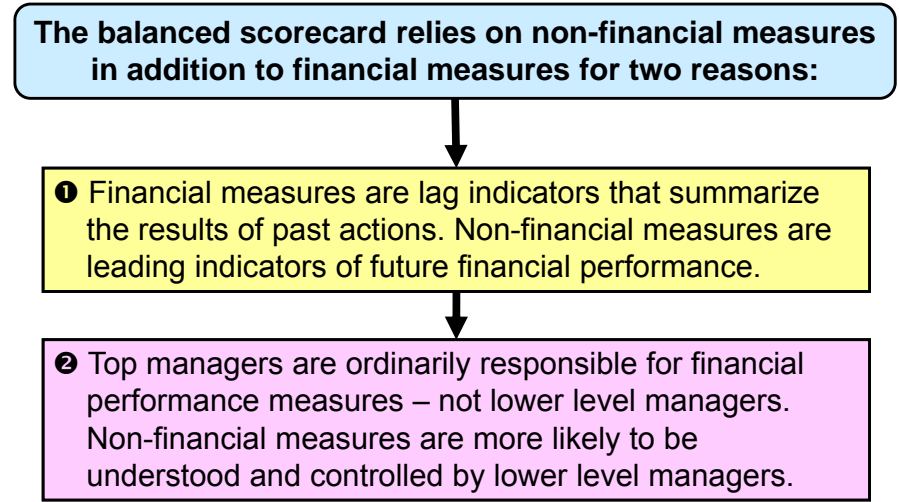 The balanced scorecard relies on non-financial measures
in addition to financial measures for two reasons:
❶ Financial measures are lag indicators that summarize
the results of past actions. Non-financial measures are
leading indicators of future financial performance.
❷ Top managers are ordinarily responsible for financial
performance measures – not lower level managers.
Non-financial measures are more likely to be
understood and controlled by lower level managers.